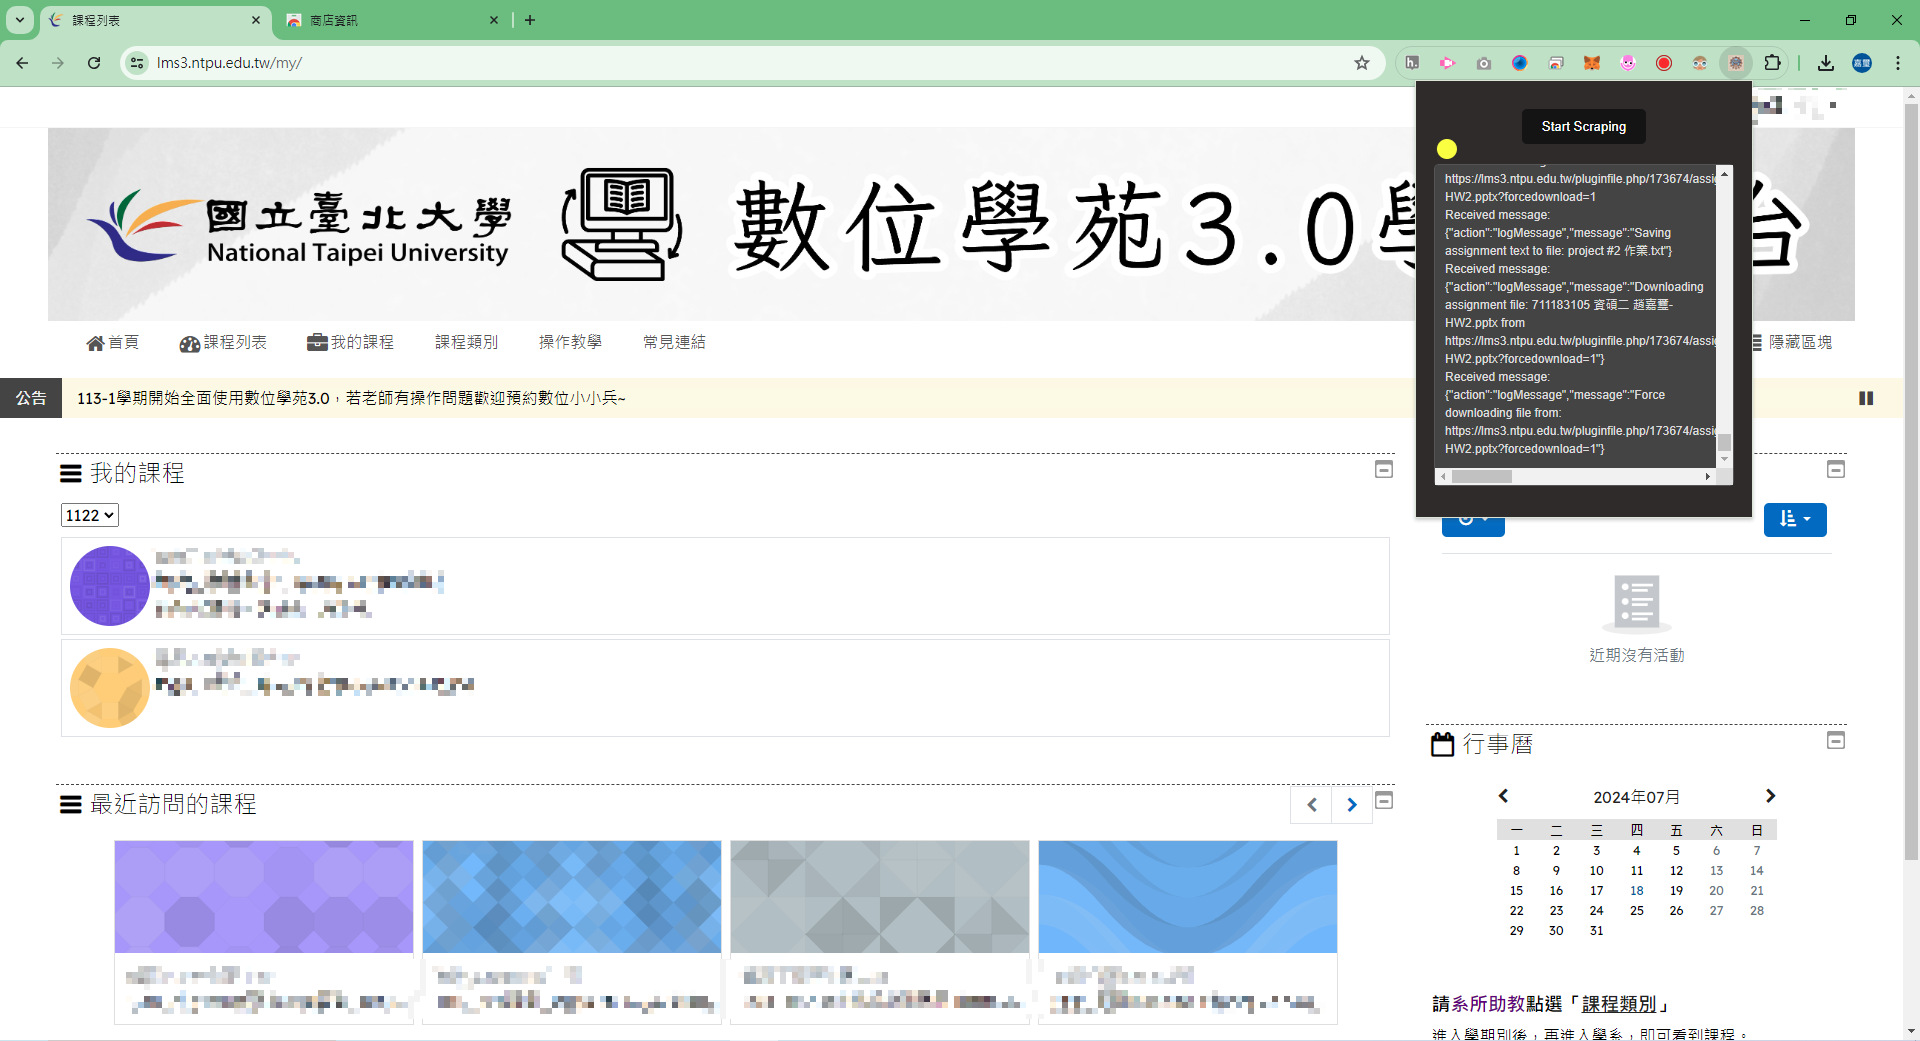 課程列表
商店資訊
lms3.ntpu.edu.tw/my/
嘉璽
國立臺北大學
National Taipei University
數位學苑3.0
台
首頁
課程列表
我的課程
課程類別
操作教學
常見連結
隱藏區塊
公告
113-1學期開始全面使用數位學苑3.0，若老師有操作問題歡迎預約數位小小兵~
Start Scraping
https://lms3.ntpu.edu.tw/pluginfile.php/173674/assig
HW2.pptx?forcedownload=1
Received message:
{"action":"logMessage","message":"Saving
assignment text to file: project #2 作業.txt"}
Received message:
{"action":"logMessage","message":"Downloading
assignment file: 711183105 資碩二 趙嘉璽-
HW2.pptx from
https://lms3.ntpu.edu.tw/pluginfile.php/173674/assig
HW2.pptx?forcedownload=1"}
Received message:
{"action":"logMessage","message":"Force
downloading file from:
https://lms3.ntpu.edu.tw/pluginfile.php/173674/assig
HW2.pptx?forcedownload=1"}
我的課程
1122
最近訪問的課程
近期沒有活動
行事曆
2024年07月
一 二 三 四 五 六 日
1 2 3 4 5 6 7
8 9 10 11 12 13 14
15 16 17 18 19 20 21
22 23 24 25 26 27 28
29 30 31
請系所助教點選「課程類別」
進入學期別後，再進入學系，即可看到課程。